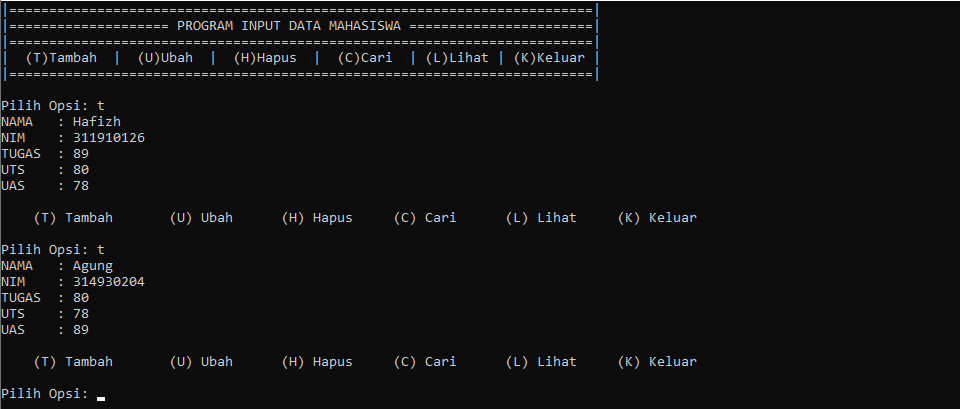 |=========================================================================|
|==================== PROGRAM INPUT DATA MAHASISWA =======================|
|=========================================================================|
|  (T)Tambah  |  (U)Ubah  |  (H)Hapus  |  (C)Cari  | (L)Lihat | (K)Keluar |
|=========================================================================|
Pilih Opsi: t
NAMA   : Hafizh
NIM    : 311910126
TUGAS  : 89
UTS    : 80
UAS    : 78
(T) Tambah       (U) Ubah      (H) Hapus     (C) Cari      (L) Lihat     (K) Keluar
Pilih Opsi: t
NAMA   : Agung
NIM    : 314930204
TUGAS  : 80
UTS    : 78
UAS    : 89
(T) Tambah       (U) Ubah      (H) Hapus     (C) Cari      (L) Lihat     (K) Keluar
Pilih Opsi: